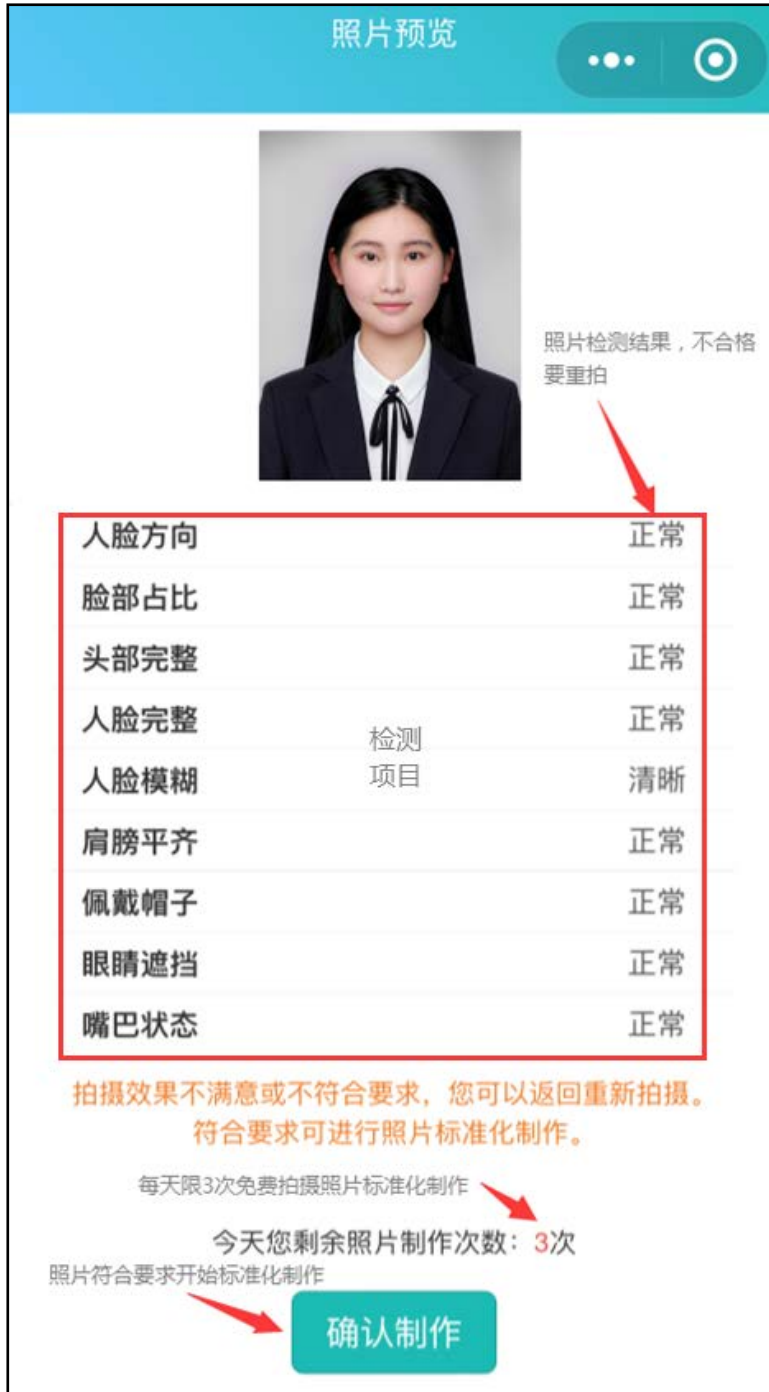 照片预览
照片检测结果，不合格
要重拍
人脸方向 正常
脸部占比 正常
头部完整 正常
人脸完整 正常
检测
项目
人脸模糊 清晰
肩膀平齐 正常
佩戴帽子 正常
眼睛遮挡 正常
嘴巴状态 正常
拍摄效果不满意或不符合要求，您可以返回重新拍摄。
符合要求可进行照片标准化制作。
每天限3次免费拍摄照片标准化制作
今天您剩余照片制作次数：3次
照片符合要求开始标准化制作
确认制作